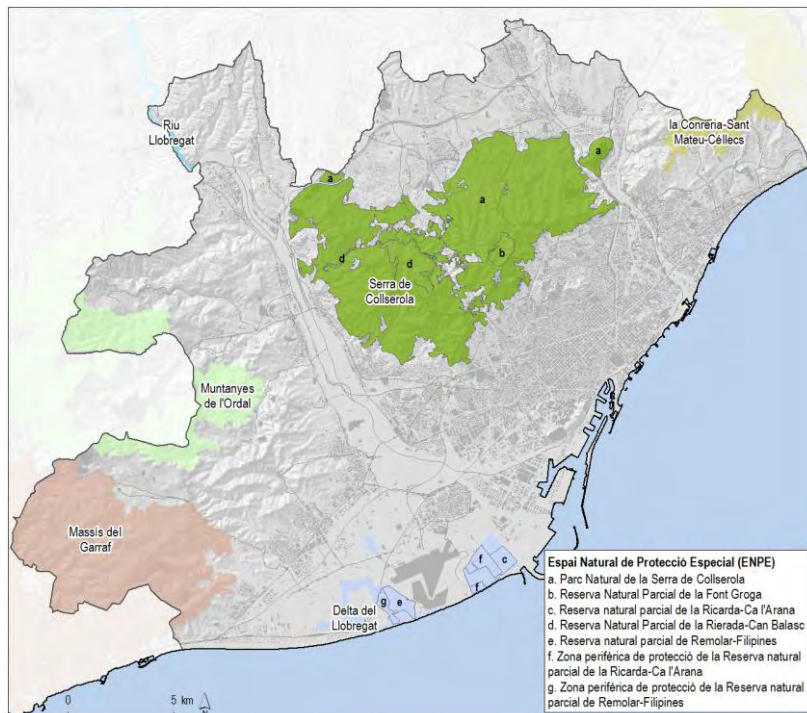 Riu
Llobregat
la Conreria-Sant
Mateu-Céllecs
a
a
a
d
d
b
Serra de
Collserola
Muntanyes
de l'Ordal
Massís del
Garraf
f
c
f
g
e
Delta del
Llobregat
0
5 km
N
Espai Natural de Protecció Especial (ENPE)
a. Parc Natural de la Serra de Collserola
b. Reserva Natural Parcial de la Font Groga
c. Reserva natural parcial de la Ricarda-Ca l'Arana
d. Reserva Natural Parcial de la Rierada-Can Balasc
e. Reserva natural parcial de Remolar-Filipines
f. Zona perifèrica de protecció de la Reserva natural
parcial de la Ricarda-Ca l'Arana
g. Zona perifèrica de protecció de la Reserva natural
parcial de Remolar-Filipines